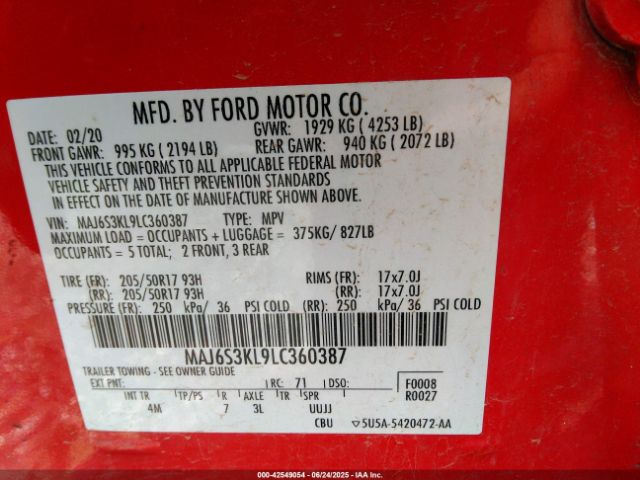 MFD. BY FORD MOTOR CO.
DATE: 02/20 GVWR: 1929 KG ( 4253 LB)
FRONT GAWR: 995 KG ( 2194 LB) REAR GAWR: 940 KG ( 2072 LB)
THIS VEHICLE CONFORMS TO ALL APPLICABLE FEDERAL MOTOR
VEHICLE SAFETY AND THEFT PREVENTION STANDARDS
IN EFFECT ON THE DATE OF MANUFACTURE SHOWN ABOVE.
VIN: MAJ6S3KL9LC360387 TYPE: MPV
MAXIMUM LOAD = OCCUPANTS + LUGGAGE = 375KG/ 827LB
OCCUPANTS = 5 TOTAL; 2 FRONT, 3 REAR
TIRE (FR): 205/50R17 93H RIMS (FR): 17x7.0J
(RR): 205/50R17 93H (RR): 17x7.0J
PRESSURE (FR): 250 kPa/ 36 PSI COLD (RR): 250 kPa/ 36 PSI COLD
MAJ6S3KL9LC360387
TRAILER TOWING - SEE OWNER GUIDE
EXT PNT: RC: 71 DSO: F0008
R0027
INT TR TP/PS R AXLE TR SPR
4M 7 3L UUJJ
CBU ▽5U5A-5420472-AA
000-42549054 - 06/24/2025 - IAA Inc.